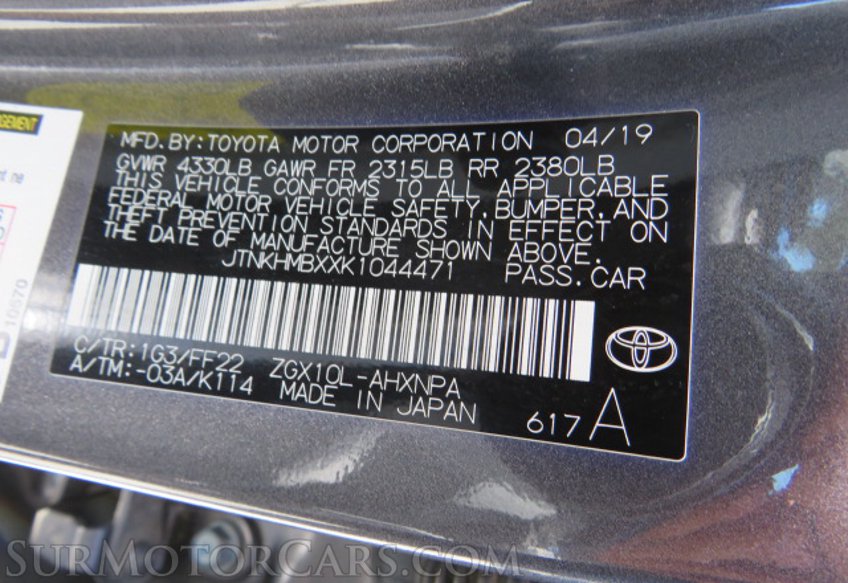 MFD.BY:TOYOTA MOTOR CORPORATION 04/19
GVWR 4330LB GAWR FR 2315LB RR 2380LB
THIS VEHICLE CONFORMS TO ALL APPLICABLE
FEDERAL MOTOR VEHICLE SAFETY,BUMPER,AND
THEFT PREVENTION STANDARDS IN EFFECT ON
THE DATE OF MANUFACTURE SHOWN ABOVE.
JTNKHMBXXK1044471 PASS.CAR
C/TR:1G3/FF22 ZGX10L-AHXNPA
A/TM:-03A/K114 MADE IN JAPAN
617A
10670
SurMotorCars.com